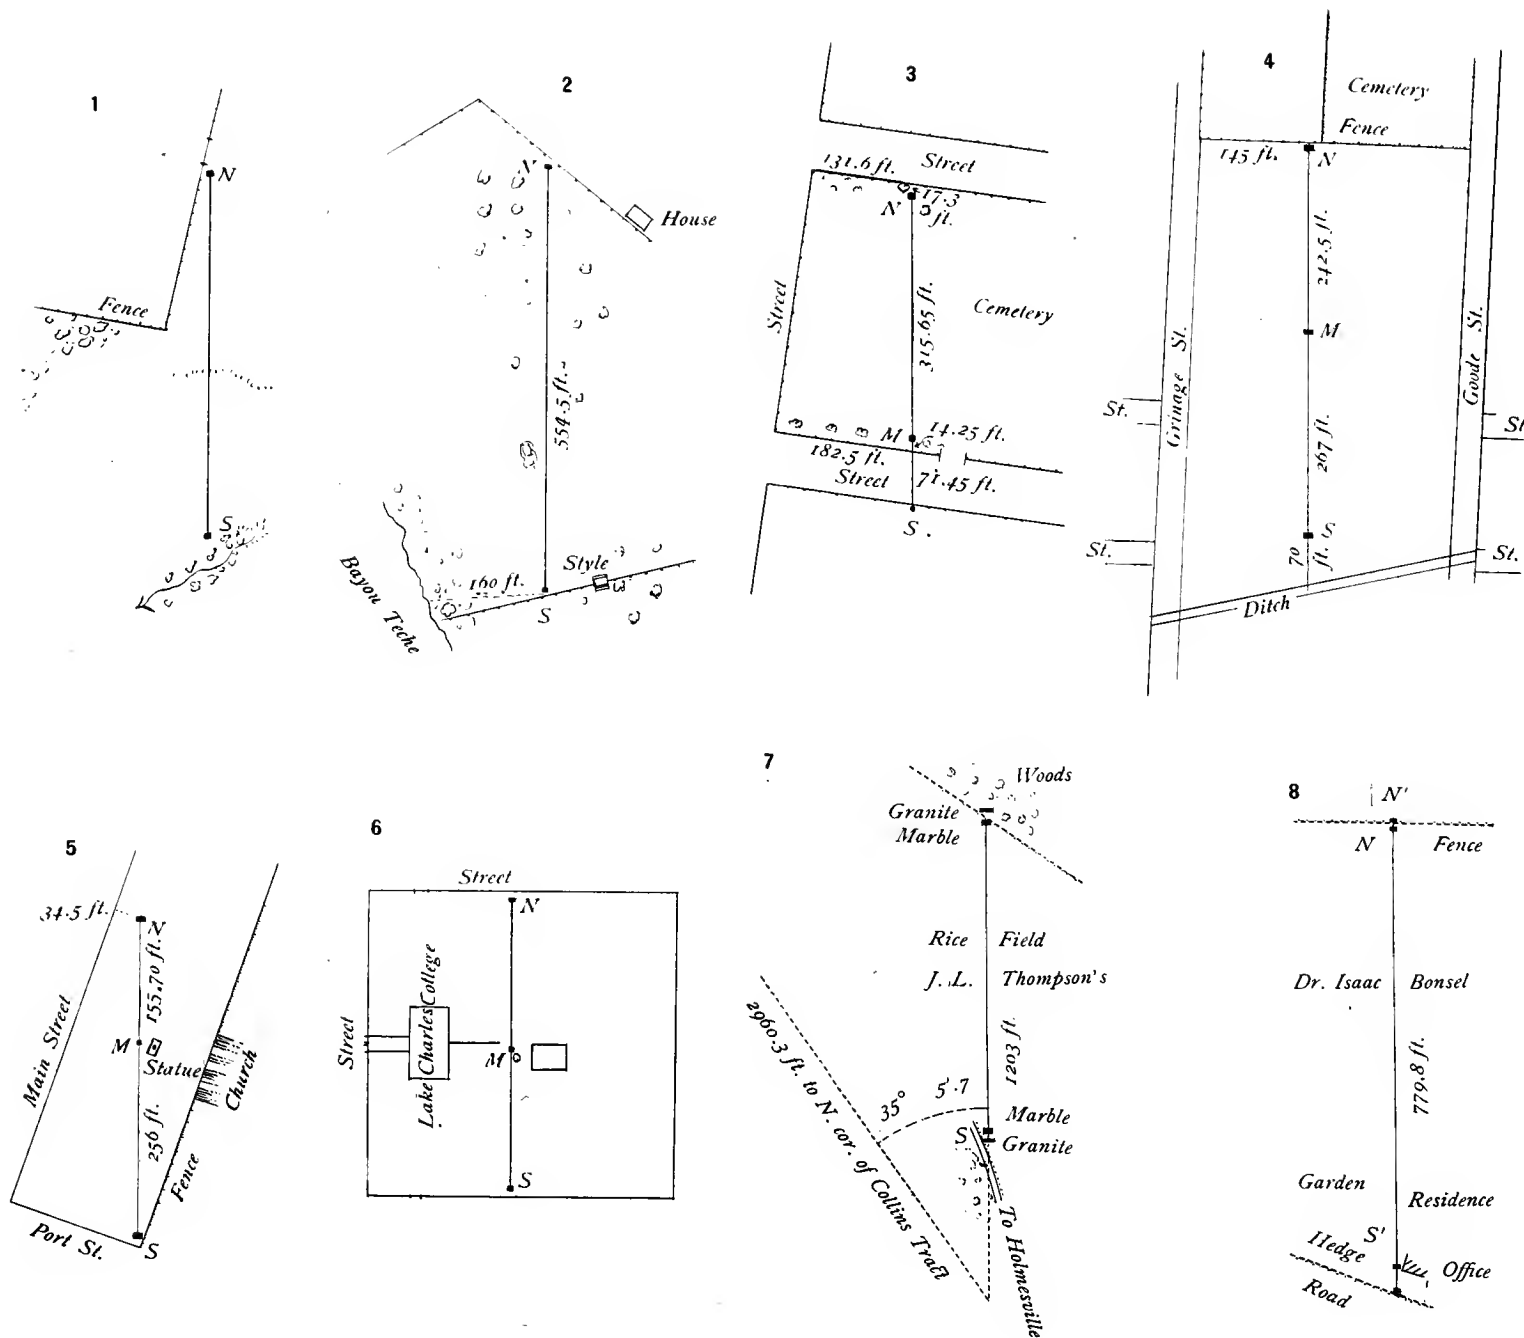 1
N
Fence
S
2
N
House
554.5 ft.
Bayou Teche
160 ft.
Style
S
3
Street
131.6 ft.
17.3 ft.
N
Street
315.65 ft.
Cemetery
M
14.25 ft.
182.5 ft.
Street
71.45 ft.
S.
4
Cemetery
Fence
145 ft.
N
242.5 ft.
M
Grinage St.
Goode St.
St.
St.
267 ft.
S
70 ft.
St.
St.
Ditch
5
34.5 ft.
N
155.70 ft.
Main Street
M
Statue
Church
256 ft.
Fence
Port St.
S
6
Street
N
Lake Charles College
Street
M
S
7
Woods
Granite
Marble
Rice Field
J. L. Thompson's
1203 ft.
2960.3 ft. to N. cor. of Collins Tract
35°
5'.7
Marble
S
Granite
To Holmesville
8
N'
N
Fence
Dr. Isaac Bonsel
779.8 ft.
Garden
Residence
S'
Hedge
Office
Road